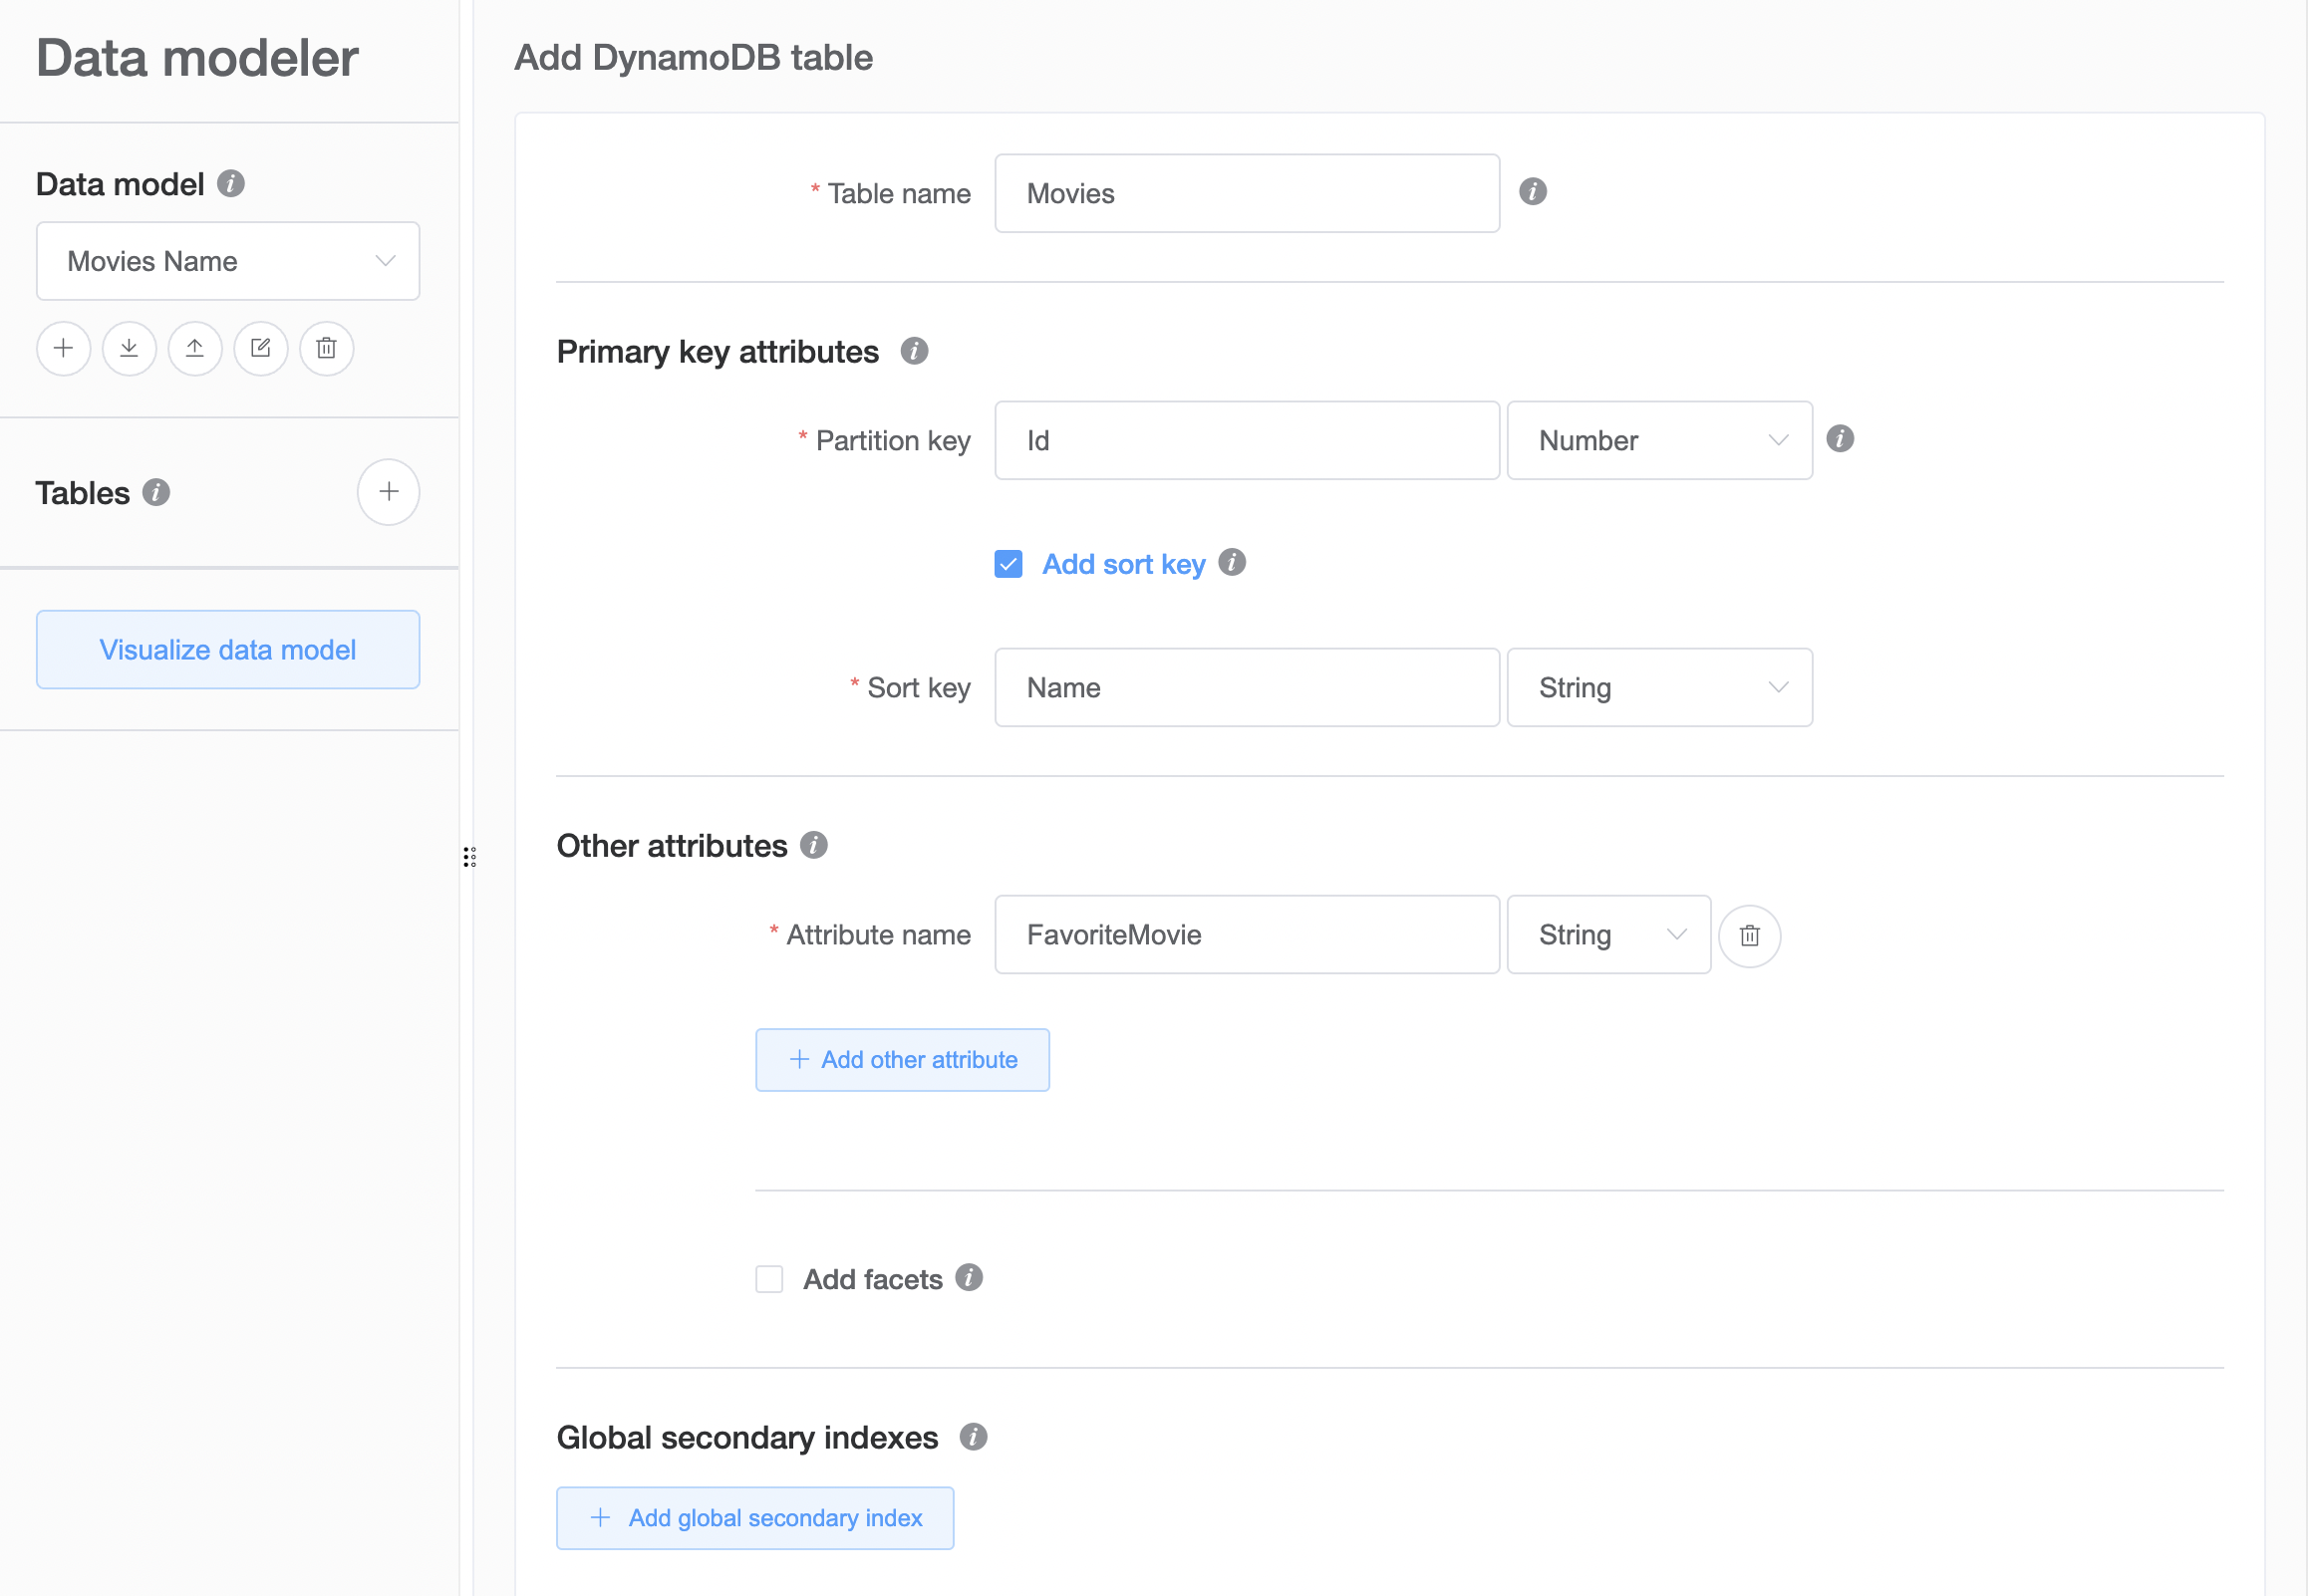 Data modeler
Data model
Movies Name
Tables
Visualize data model
Add DynamoDB table
* Table name
Movies
Primary key attributes
* Partition key
Id
Number
Add sort key
* Sort key
Name
String
Other attributes
* Attribute name
FavoriteMovie
String
+ Add other attribute
Add facets
Global secondary indexes
+ Add global secondary index